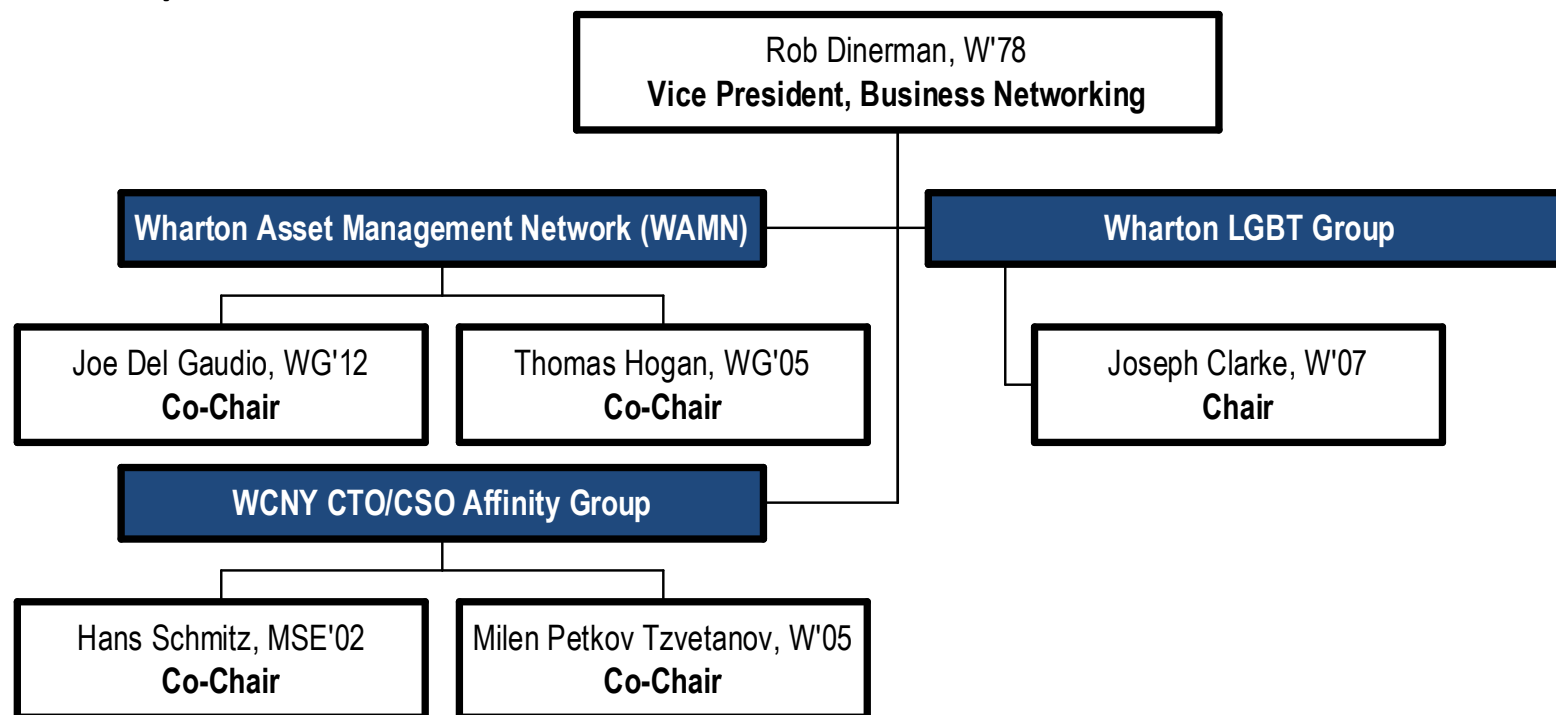 Rob Dinerman, W'78
Vice President, Business Networking
Wharton Asset Management Network (WAMN)
Wharton LGBT Group
Joe Del Gaudio, WG'12
Co-Chair
Thomas Hogan, WG'05
Co-Chair
Joseph Clarke, W'07
Chair
WCNY CTO/CSO Affinity Group
Hans Schmitz, MSE'02
Co-Chair
Milen Petkov Tzvetanov, W'05
Co-Chair